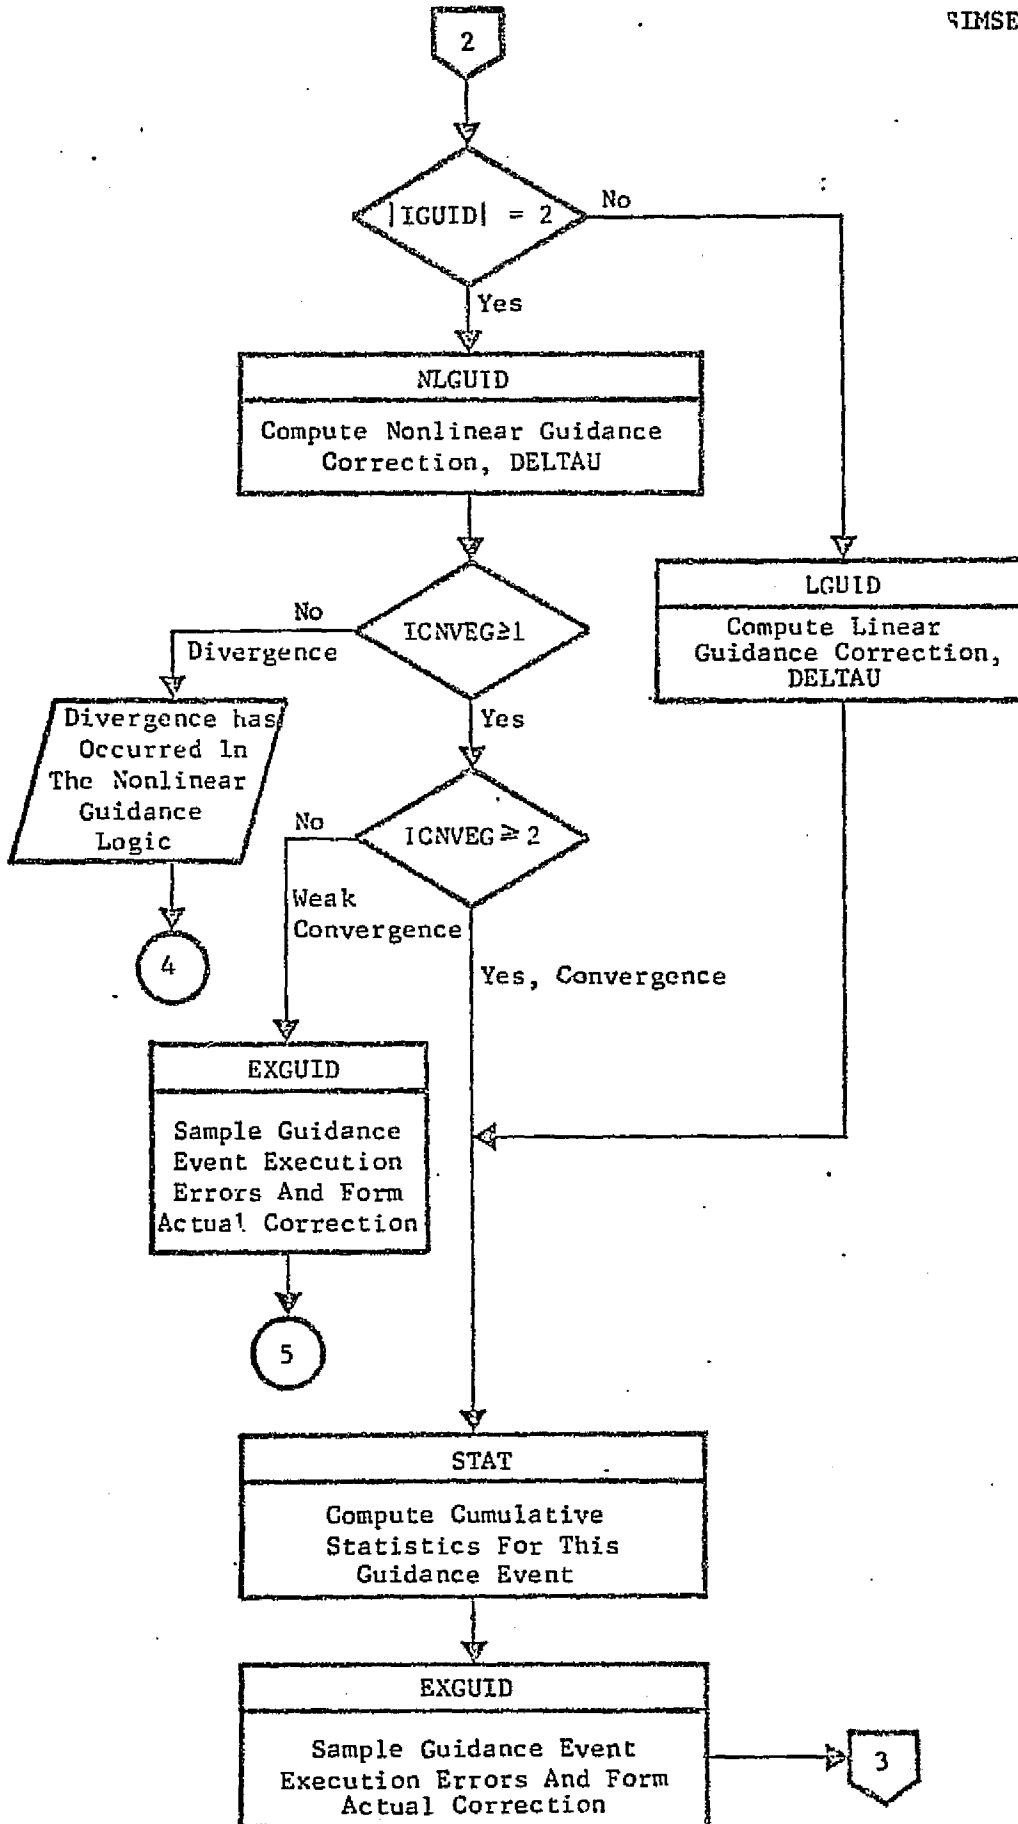 SIMSE
2
|IGUID| = 2
No
Yes
NLGUID
Compute Nonlinear Guidance
Correction, DELTAU
LGUID
Compute Linear
Guidance Correction,
DELTAU
ICNVEG≥1
No
Divergence
Yes
Divergence has
Occurred In
The Nonlinear
Guidance
Logic
4
ICNVEG ≥ 2
No
Weak
Convergence
Yes, Convergence
EXGUID
Sample Guidance
Event Execution
Errors And Form
Actual Correction
5
STAT
Compute Cumulative
Statistics For This
Guidance Event
EXGUID
Sample Guidance Event
Execution Errors And Form
Actual Correction
3